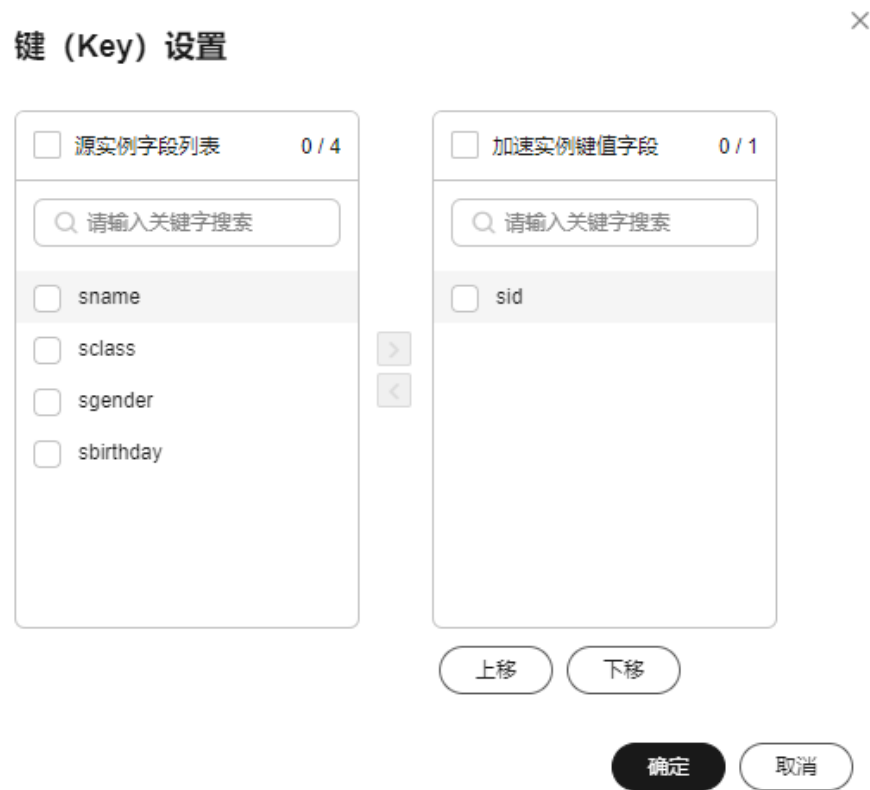 键（Key）设置
源实例字段列表 0 / 4
请输入关键字搜索
sname
sclass
sgender
sbirthday
加速实例键值字段 0 / 1
请输入关键字搜索
sid
上移 下移
确定 取消